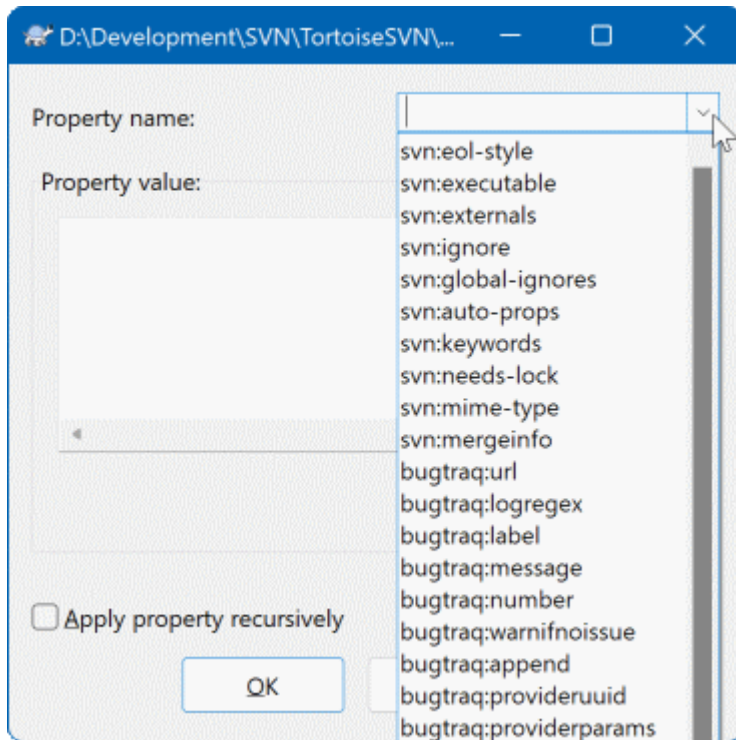 D:\Development\SVN\TortoiseSVN\...
Property name:
Property value:
svn:eol-style
svn:executable
svn:externals
svn:ignore
svn:global-ignores
svn:auto-props
svn:keywords
svn:needs-lock
svn:mime-type
svn:mergeinfo
bugtraq:url
bugtraq:logregex
bugtraq:label
bugtraq:message
bugtraq:number
bugtraq:warnifnoissue
bugtraq:append
bugtraq:provideruuid
bugtraq:providerparams
Apply property recursively
OK